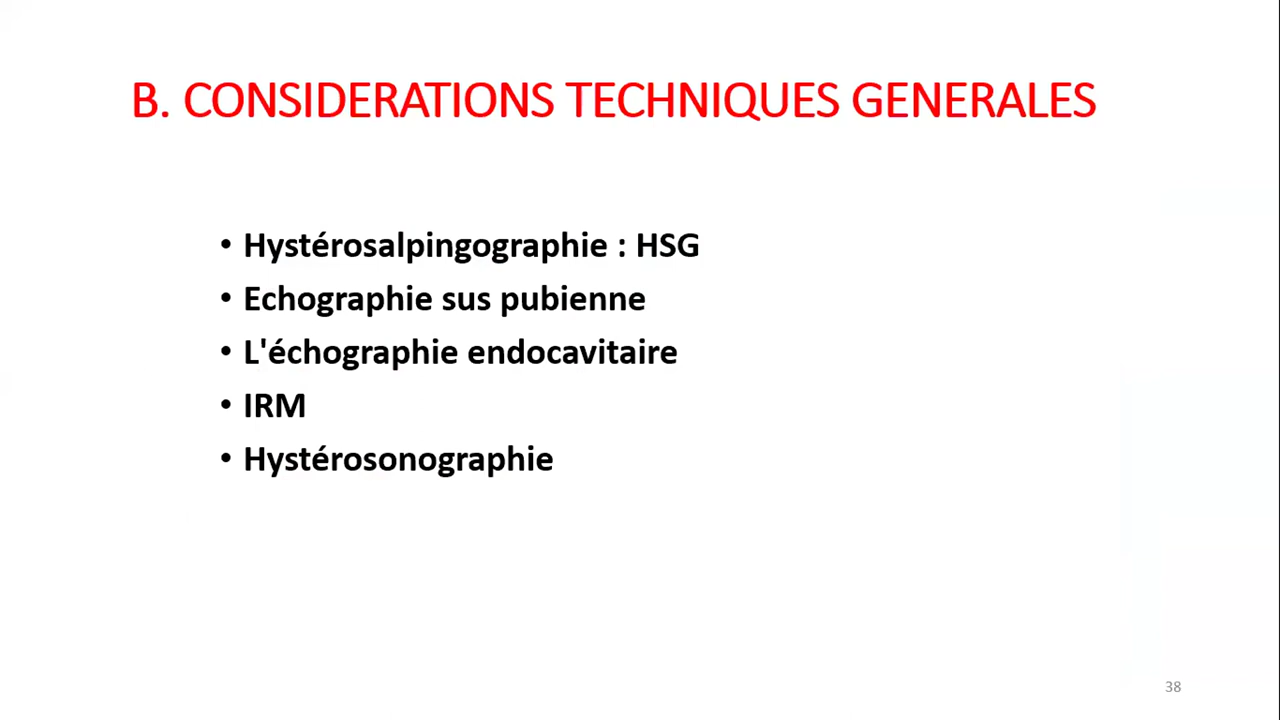 B. CONSIDERATIONS TECHNIQUES GENERALES
• Hystérosalpingographie : HSG
• Echographie sus pubienne
• L'échographie endocavitaire
• IRM
• Hystérosonographie
38